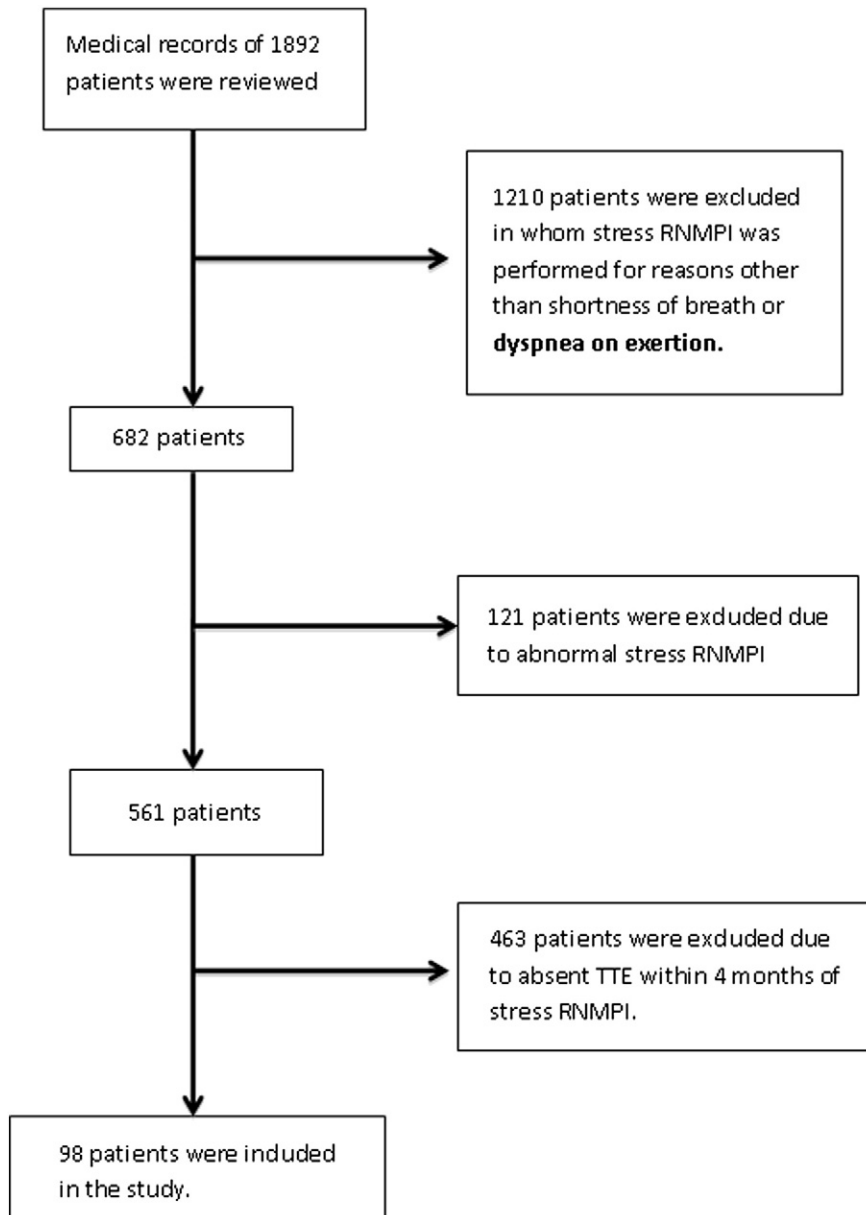 Medical records of 1892
patients were reviewed
1210 patients were excluded
in whom stress RNMPI was
performed for reasons other
than shortness of breath or
dyspnea on exertion.
682 patients
121 patients were excluded due
to abnormal stress RNMPI
561 patients
463 patients were excluded due
to absent TTE within 4 months of
stress RNMPI.
98 patients were included
in the study.